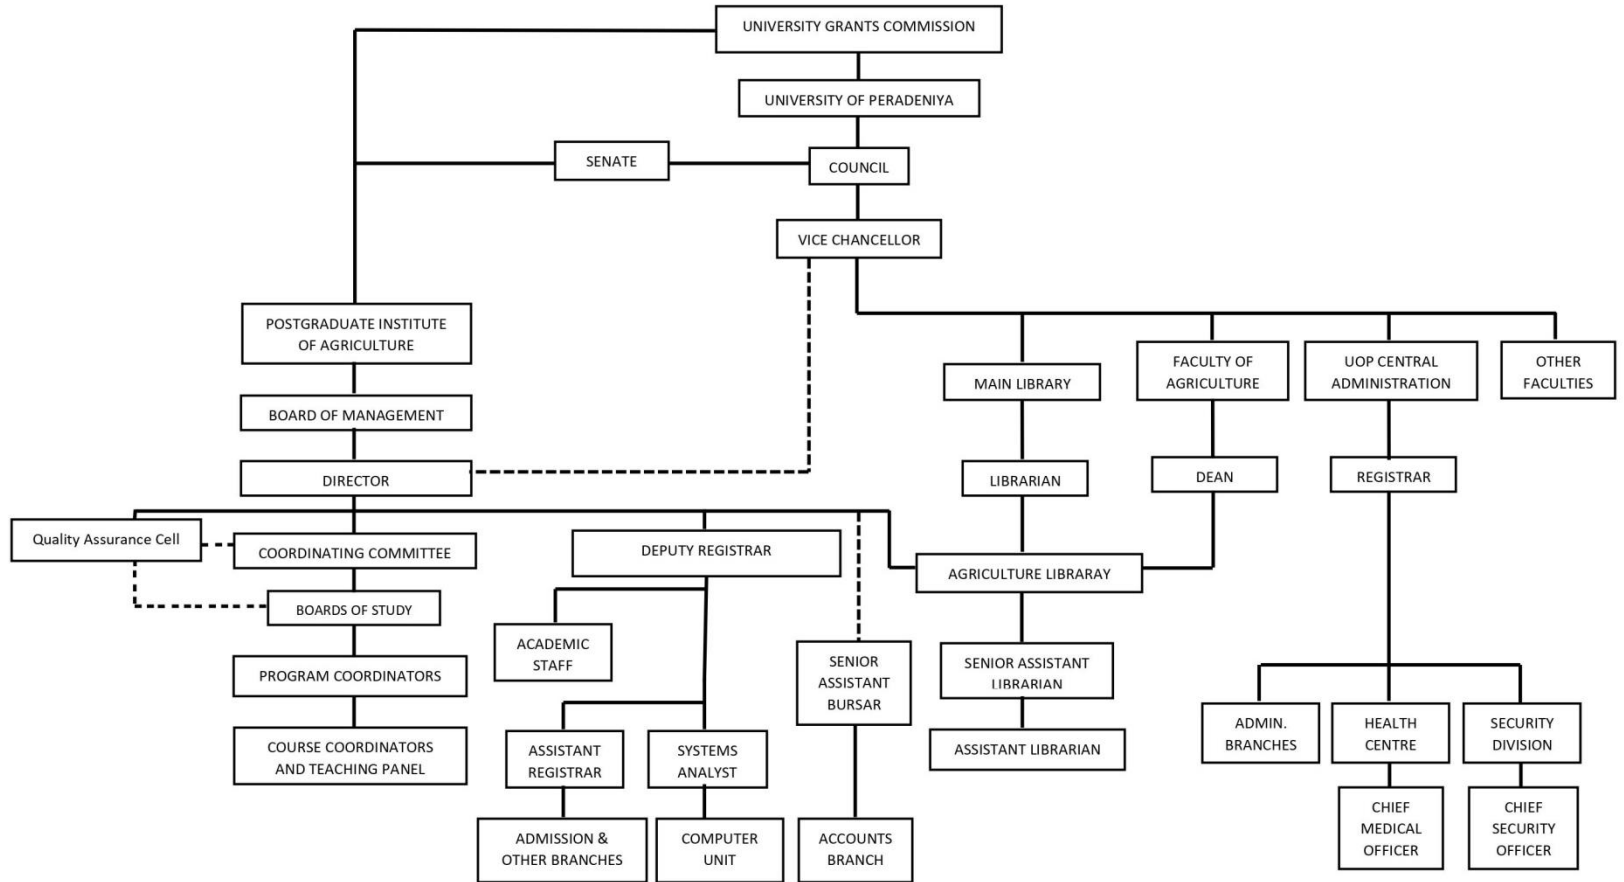 UNIVERSITY GRANTS COMMISSION
UNIVERSITY OF PERADENIYA
SENATE
COUNCIL
VICE CHANCELLOR
POSTGRADUATE INSTITUTE
OF AGRICULTURE
MAIN LIBRARY
FACULTY OF
AGRICULTURE
UOP CENTRAL
ADMINISTRATION
OTHER
FACULTIES
BOARD OF MANAGEMENT
DIRECTOR
LIBRARIAN
DEAN
REGISTRAR
Quality Assurance Cell
COORDINATING COMMITTEE
DEPUTY REGISTRAR
AGRICULTURE LIBRARAY
BOARDS OF STUDY
ACADEMIC
STAFF
SENIOR
ASSISTANT
BURSAR
SENIOR ASSISTANT
LIBRARIAN
PROGRAM COORDINATORS
COURSE COORDINATORS
AND TEACHING PANEL
ASSISTANT
REGISTRAR
SYSTEMS
ANALYST
ASSISTANT LIBRARIAN
ADMIN.
BRANCHES
HEALTH
CENTRE
SECURITY
DIVISION
ADMISSION &
OTHER BRANCHES
COMPUTER
UNIT
ACCOUNTS
BRANCH
CHIEF
MEDICAL
OFFICER
CHIEF
SECURITY
OFFICER